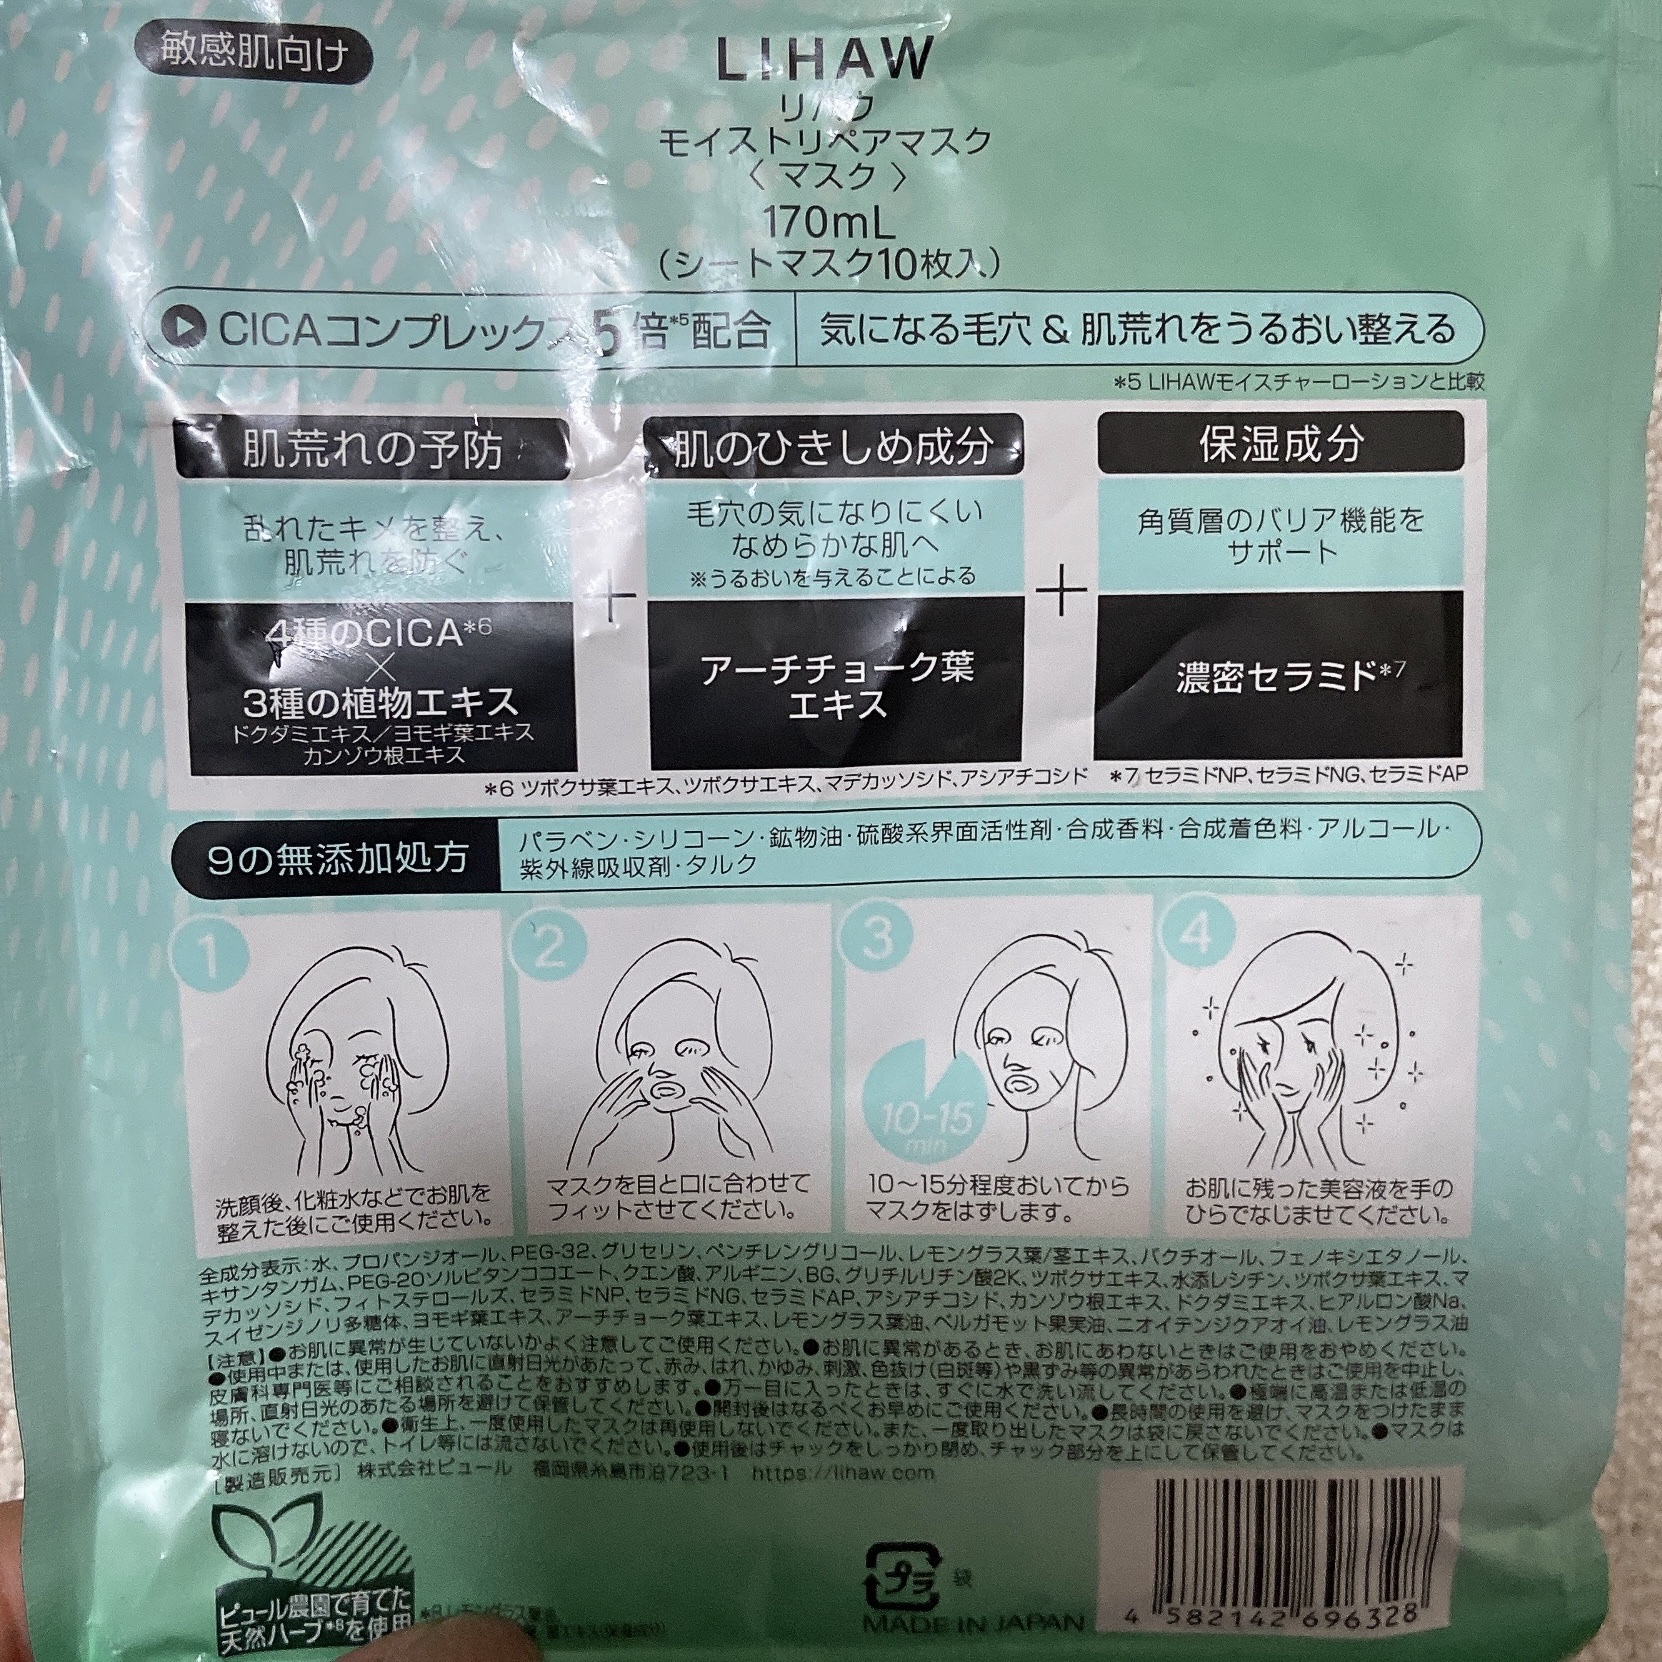 敏感肌向け
LIHAW
リハウ
モイストリペアマスク
〈 マスク 〉
170mL
(シートマスク10枚入)
CICAコンプレックス5倍*5配合
気になる毛穴 & 肌荒れをうるおい整える
*5 LIHAWモイスチャーローションと比較
肌荒れの予防
乱れたキメを整え、
肌荒れを防ぐ
4種のCICA*6
×
3種の植物エキス
ドクダミエキス/ヨモギ葉エキス
カンゾウ根エキス
+
肌のひきしめ成分
毛穴の気になりにくい
なめらかな肌へ
※うるおいを与えることによる
アーチチョーク葉
エキス
+
保湿成分
角質層のバリア機能を
サポート
濃密セラミド*7
*6 ツボクサ葉エキス、ツボクサエキス、マデカッソシド、アシアチコシド
*7 セラミドNP、セラミドNG、セラミドAP
9の無添加処方
パラベン・シリコーン・鉱物油・硫酸系界面活性剤・合成香料・合成着色料・アルコール・
紫外線吸収剤・タルク
1
洗顔後、化粧水などでお肌を
整えた後にご使用ください。
2
マスクを目と口に合わせて
フィットさせてください。
3
10-15
min
10〜15分程度おいてから
マスクをはずします。
4
お肌に残った美容液を手の
ひらでなじませてください。
全成分表示:水、プロパンジオール、PEG-32、グリセリン、ペンチレングリコール、レモングラス葉/茎エキス、バクチオール、フェノキシエタノール、
キサンタンガム、PEG-20ソルビタンココエート、クエン酸、アルギニン、BG、グリチルリチン酸2K、ツボクサエキス、水添レシチン、ツボクサ葉エキス、マ
デカッソシド、フィトステロールズ、セラミドNP、セラミドNG、セラミドAP、アシアチコシド、カンゾウ根エキス、ドクダミエキス、ヒアルロン酸Na、
スイゼンジノリ多糖体、ヨモギ葉エキス、アーチチョーク葉エキス、レモングラス葉油、ベルガモット果実油、ニオイテンジクアオイ油、レモングラス油
【注意】●お肌に異常が生じていないかよく注意してご使用ください。●お肌に異常があるとき、お肌にあわないときはご使用をおやめください。
●使用中または、使用したお肌に直射日光があたって、赤み、はれ、かゆみ、刺激、色抜け(白斑等)や黒ずみ等の異常があらわれたときはご使用を中止し、
皮膚科専門医等にご相談されることをおすすめします。●万一目に入ったときは、すぐに水で洗い流してください。●極端に高温または低温の
場所、直射日光のあたる場所を避けて保管してください。●開封後はなるべくお早めにご使用ください。●長時間の使用を避け、マスクをつけたまま
寝ないでください。●衛生上、一度使用したマスクは再使用しないでください。また、一度取り出したマスクは袋に戻さないでください。●マスクは
水に溶けないので、トイレ等には流さないでください。●使用後はチャックをしっかり閉め、チャック部分を上にして保管してください。
[製造販売元] 株式会社ピュール 福岡県糸島市泊723-1 https://lihaw.com
ピュール農園で育てた
天然ハーブ*8を使用
*8 レモングラス葉油
葉エキス(保湿成分)
プラ
袋
MADE IN JAPAN
4 582142 696328